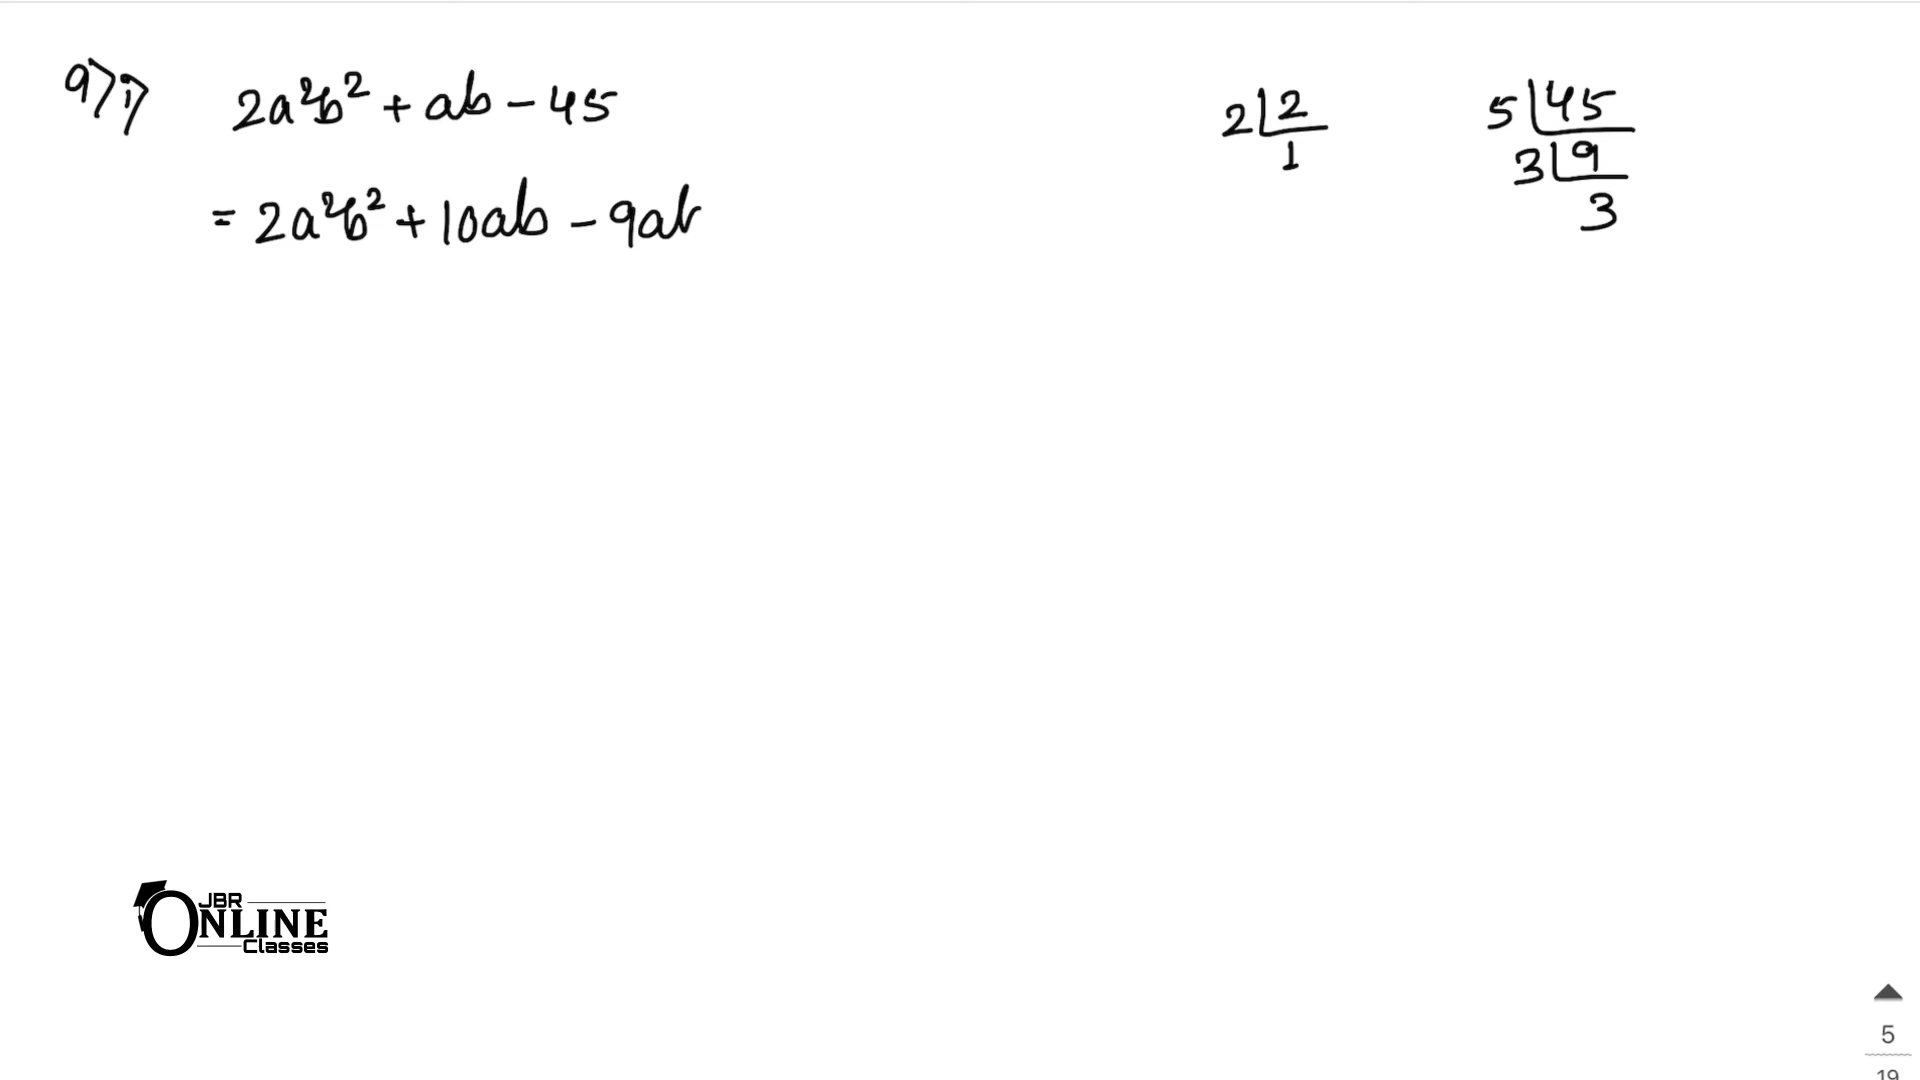 9) i) 2a²b² + ab - 45
= 2a²b² + 10ab - 9ab
2 | 2
1
5 | 45
3 | 9
3
JBR
ONLINE
Classes
5
19